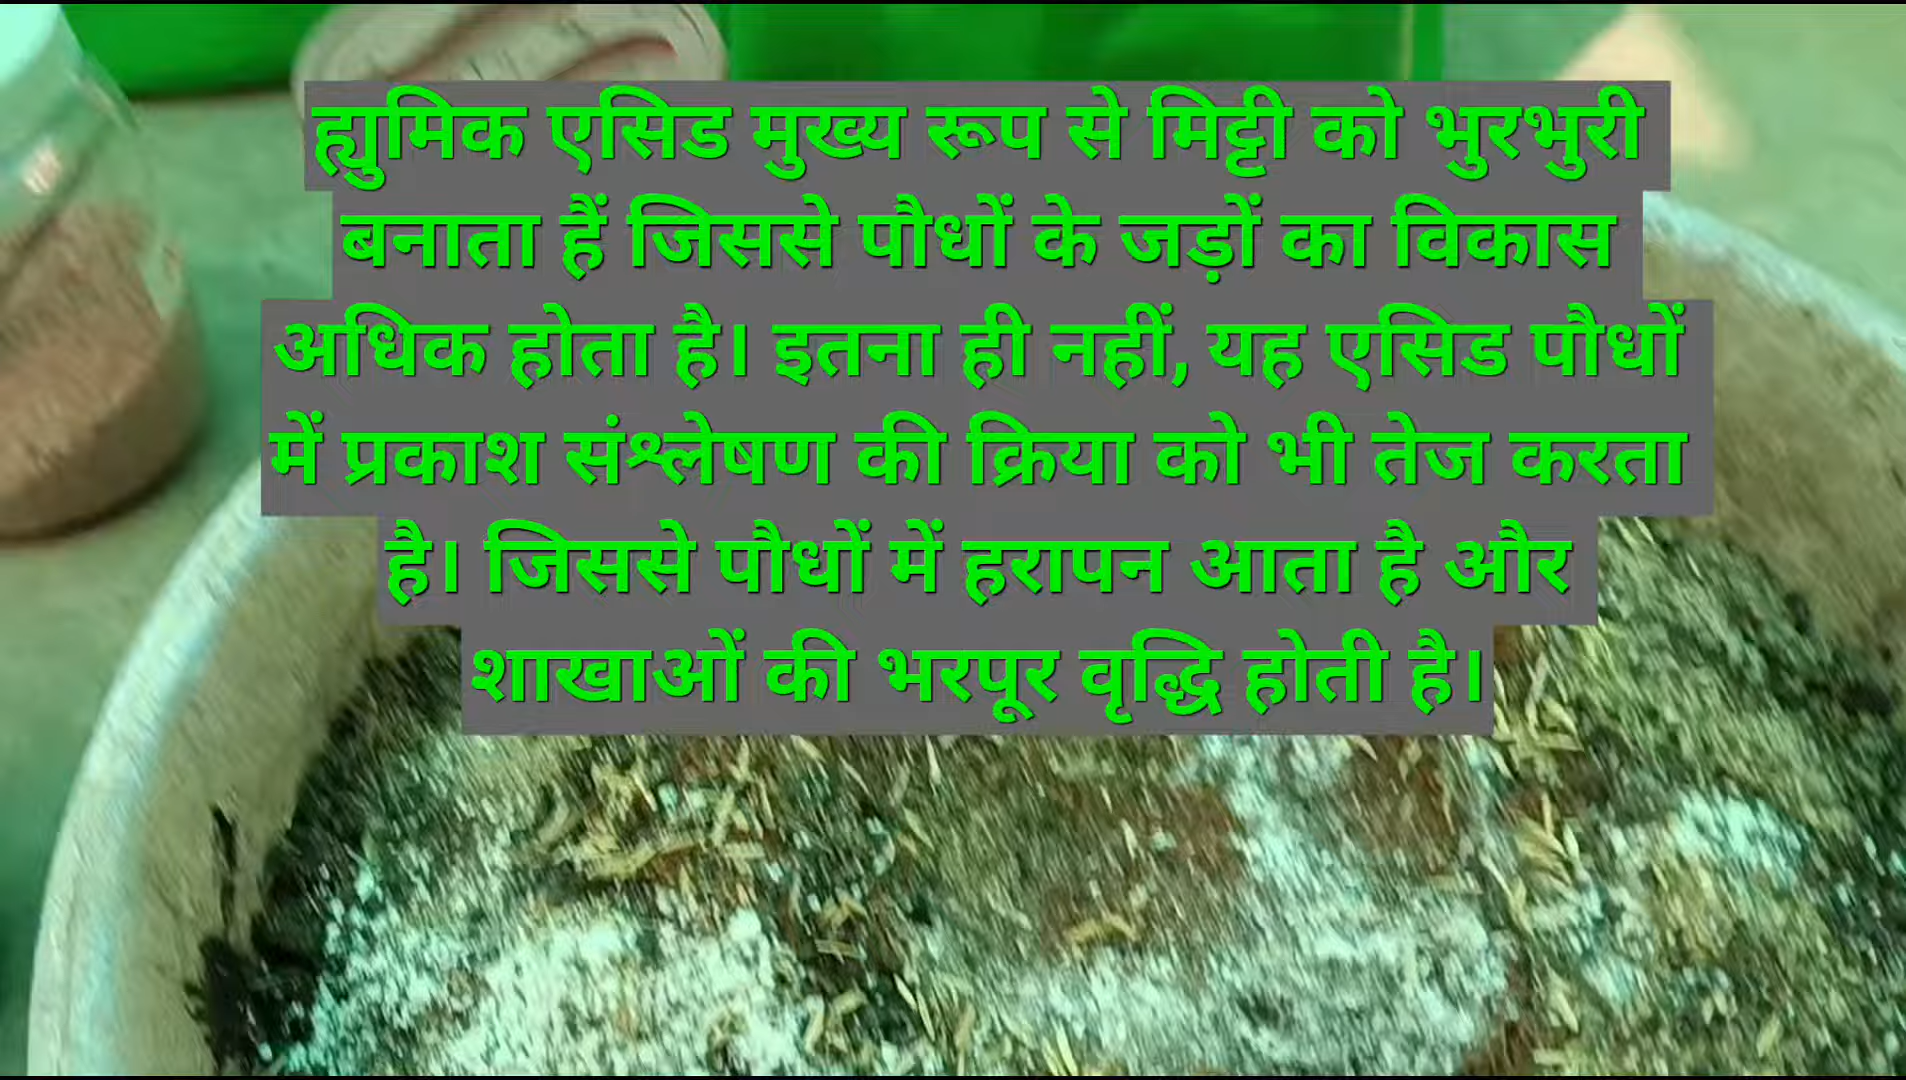 ह्युमिक एसिड मुख्य रूप से मिट्टी को भुरभुरी
बनाता हैं जिससे पौधों के जड़ों का विकास
अधिक होता है। इतना ही नहीं, यह एसिड पौधों
में प्रकाश संश्लेषण की क्रिया को भी तेज करता
है। जिससे पौधों में हरापन आता है और
शाखाओं की भरपूर वृद्धि होती है।